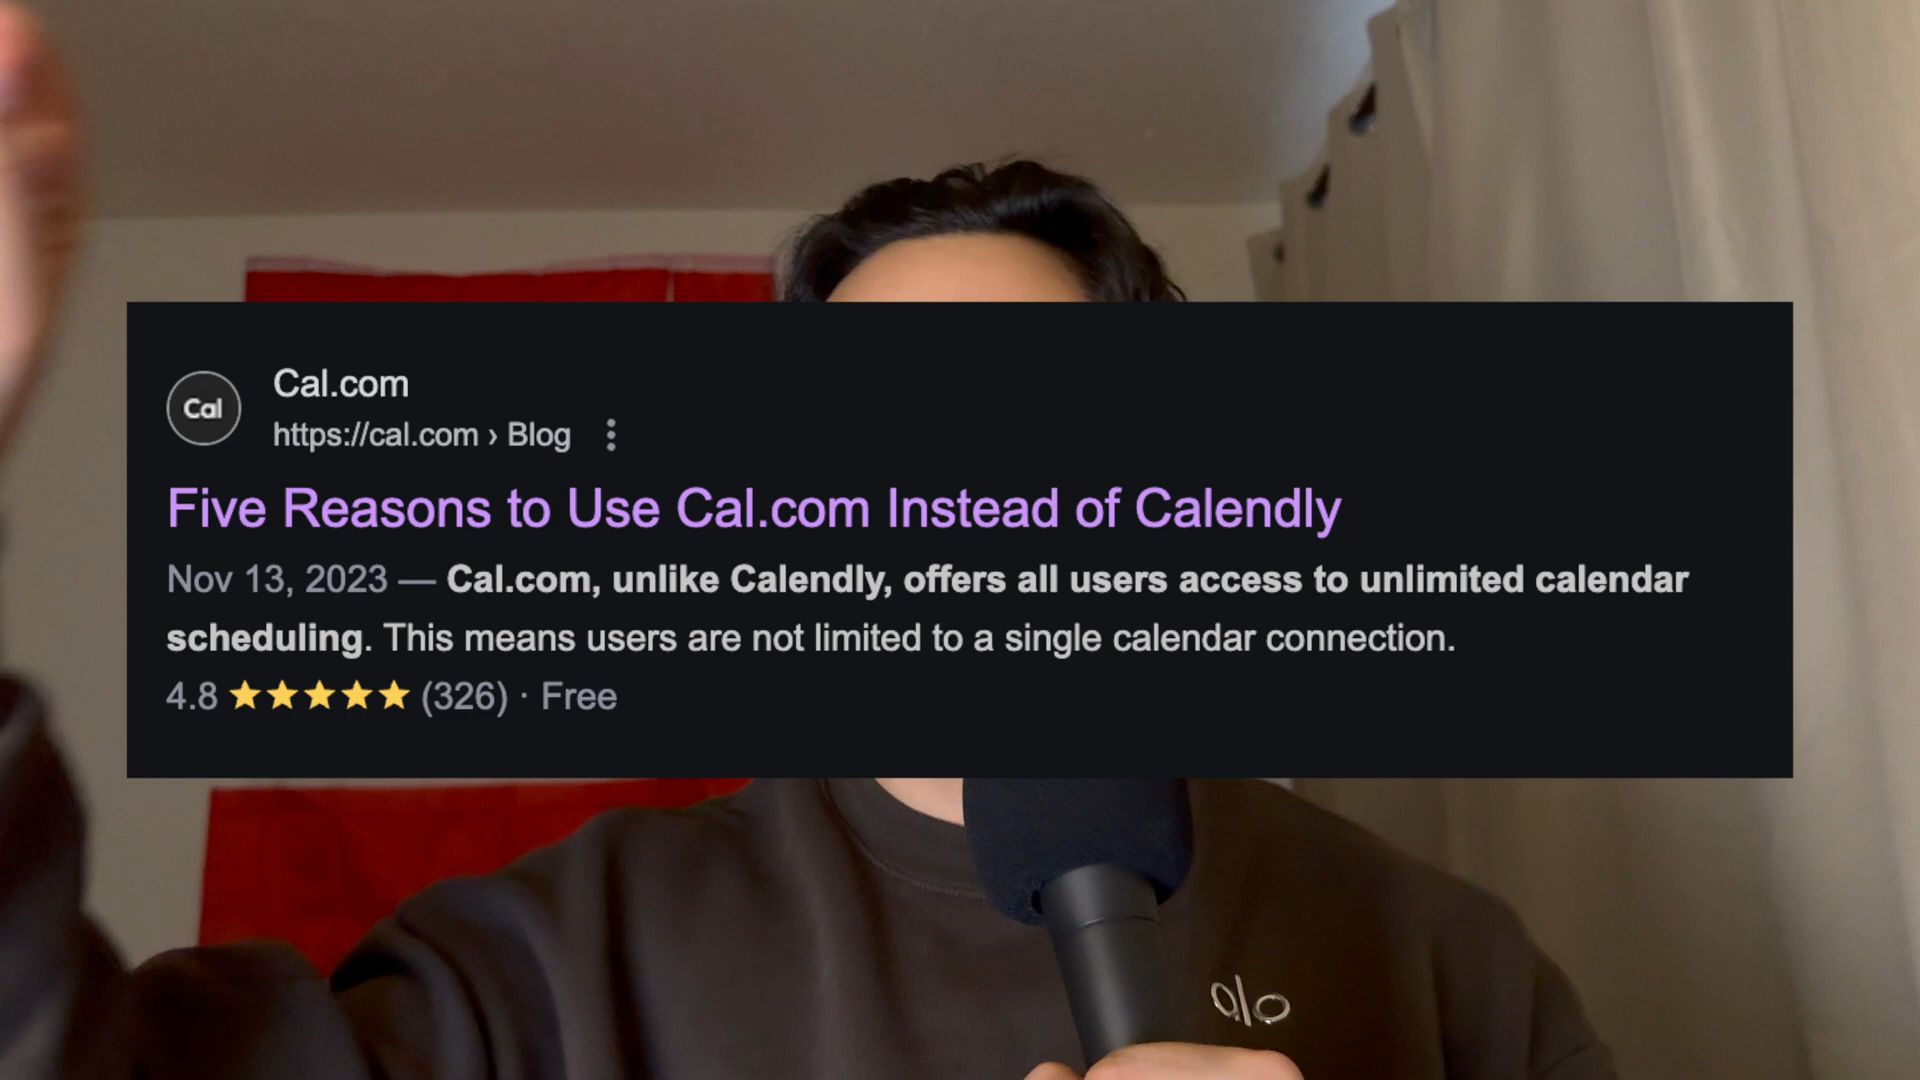 Cal
Cal.com
https://cal.com › Blog
Five Reasons to Use Cal.com Instead of Calendly
Nov 13, 2023 — Cal.com, unlike Calendly, offers all users access to unlimited calendar
scheduling. This means users are not limited to a single calendar connection.
4.8 ★★★★★ (326) · Free
alo